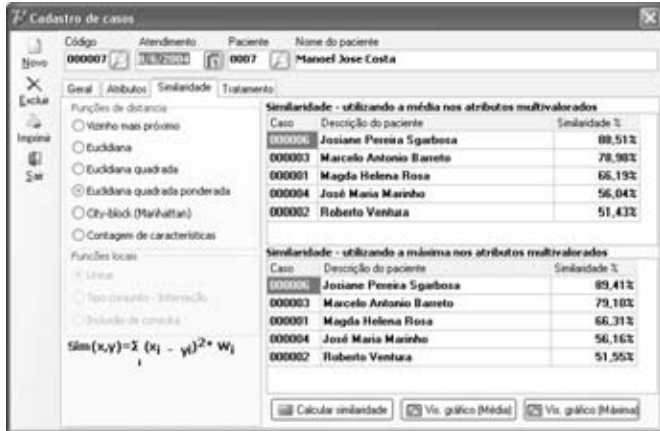 Cadastro de casos
Novo
Excluir
Imprimir
Sair
Código Atendimento Paciente Nome do paciente
000007 0007 Manoel Jose Costa
Geral Atributos Similaridade Tratamento
Funções de distancia
Vizinho mais próximo
Euclidiana
Euclidiana quadrada
Euclidiana quadrada ponderada
City-block (Manhattan)
Contagem de características
Funcões locais
Linear
Tipo conjunto - Interseção
Inclusão de consulta
Sim(x,y)=Σ (xi - yi)2* wi
i
Similaridade - utilizando a média nos atributos multivalorados
Caso Descrição do paciente Similaridade %
000006 Josiane Pereira Sgarbosa 88,51%
000003 Marcelo Antonio Barreto 78,98%
000001 Magda Helena Rosa 66,19%
000004 José Maria Marinho 56,04%
000002 Roberto Ventura 51,43%
Similaridade - utilizando a máxima nos atributos multivalorados
Caso Descrição do paciente Similaridade %
000006 Josiane Pereira Sgarbosa 89,41%
000003 Marcelo Antonio Barreto 79,10%
000001 Magda Helena Rosa 66,31%
000004 José Maria Marinho 56,16%
000002 Roberto Ventura 51,55%
Calcular similaridade Vis. gráfico (Média) Vis. gráfico (Máxima)